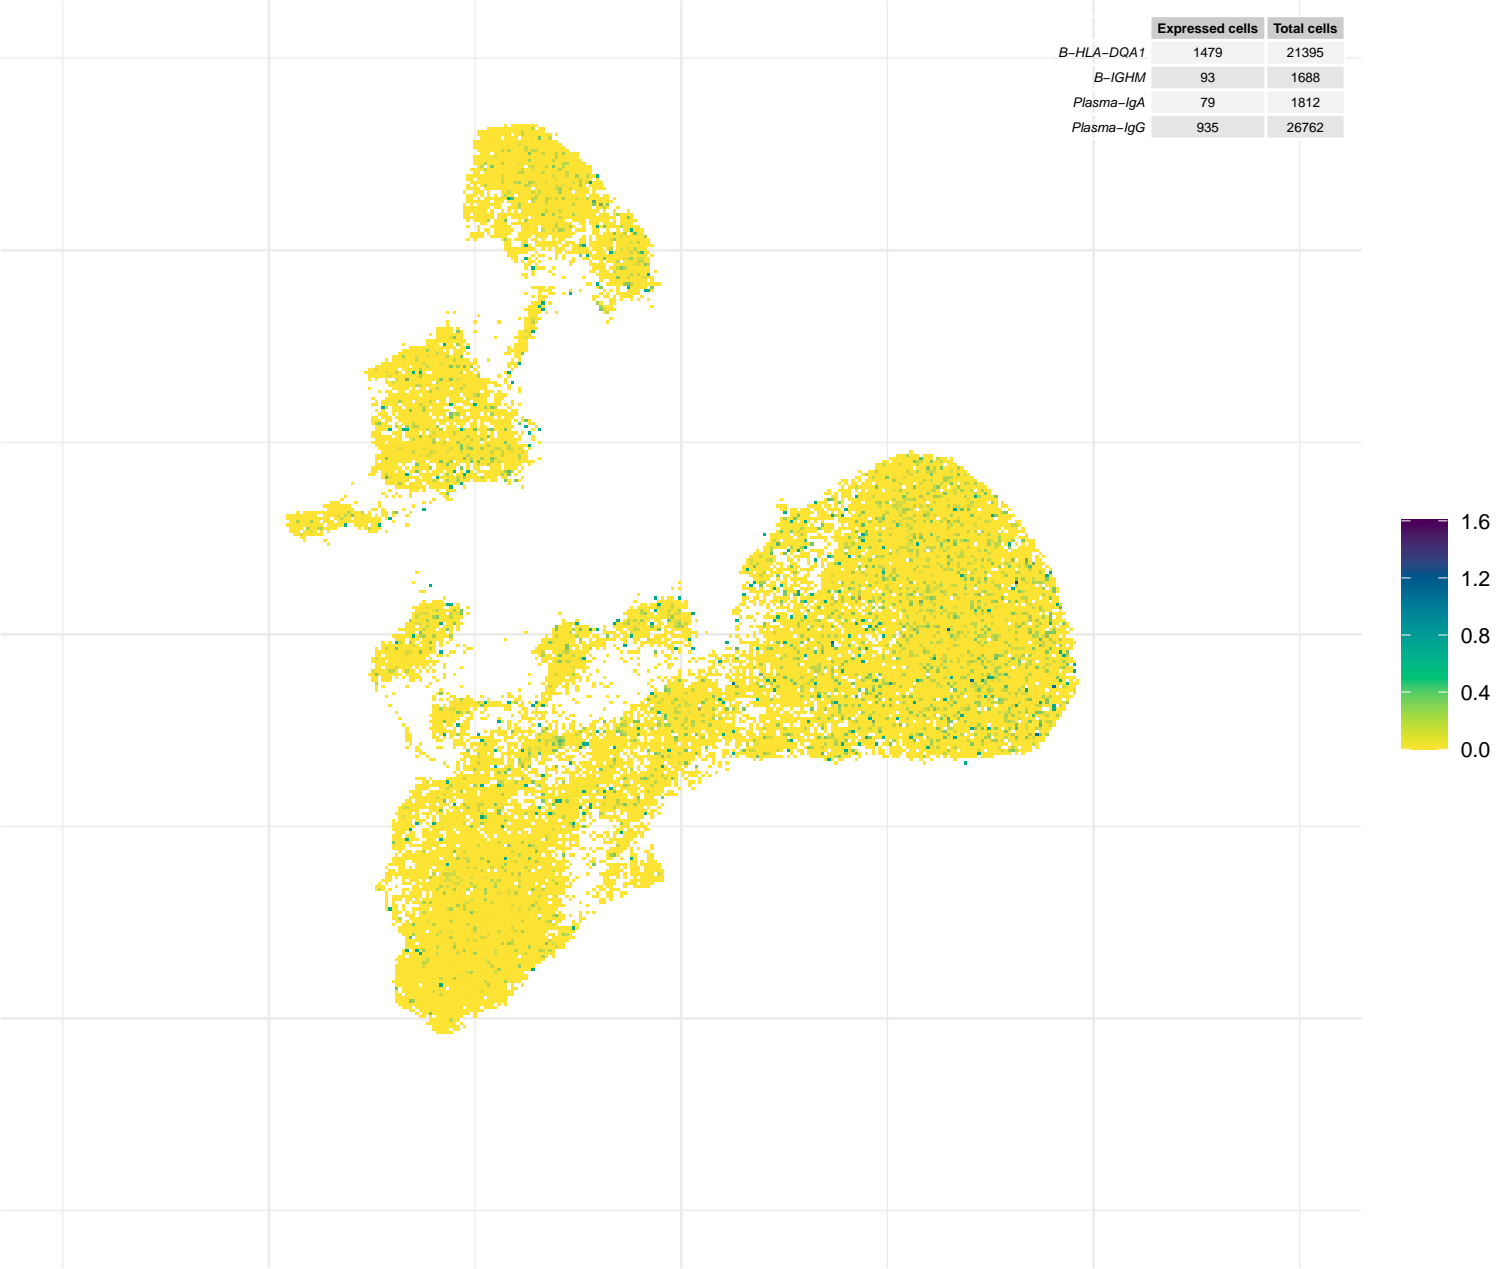 Expressed cells Total cells
B−HLA−DQA1 1479 21395
B−IGHM 93 1688
Plasma−IgA 79 1812
Plasma−IgG 935 26762
1.6
1.2
0.8
0.4
0.0